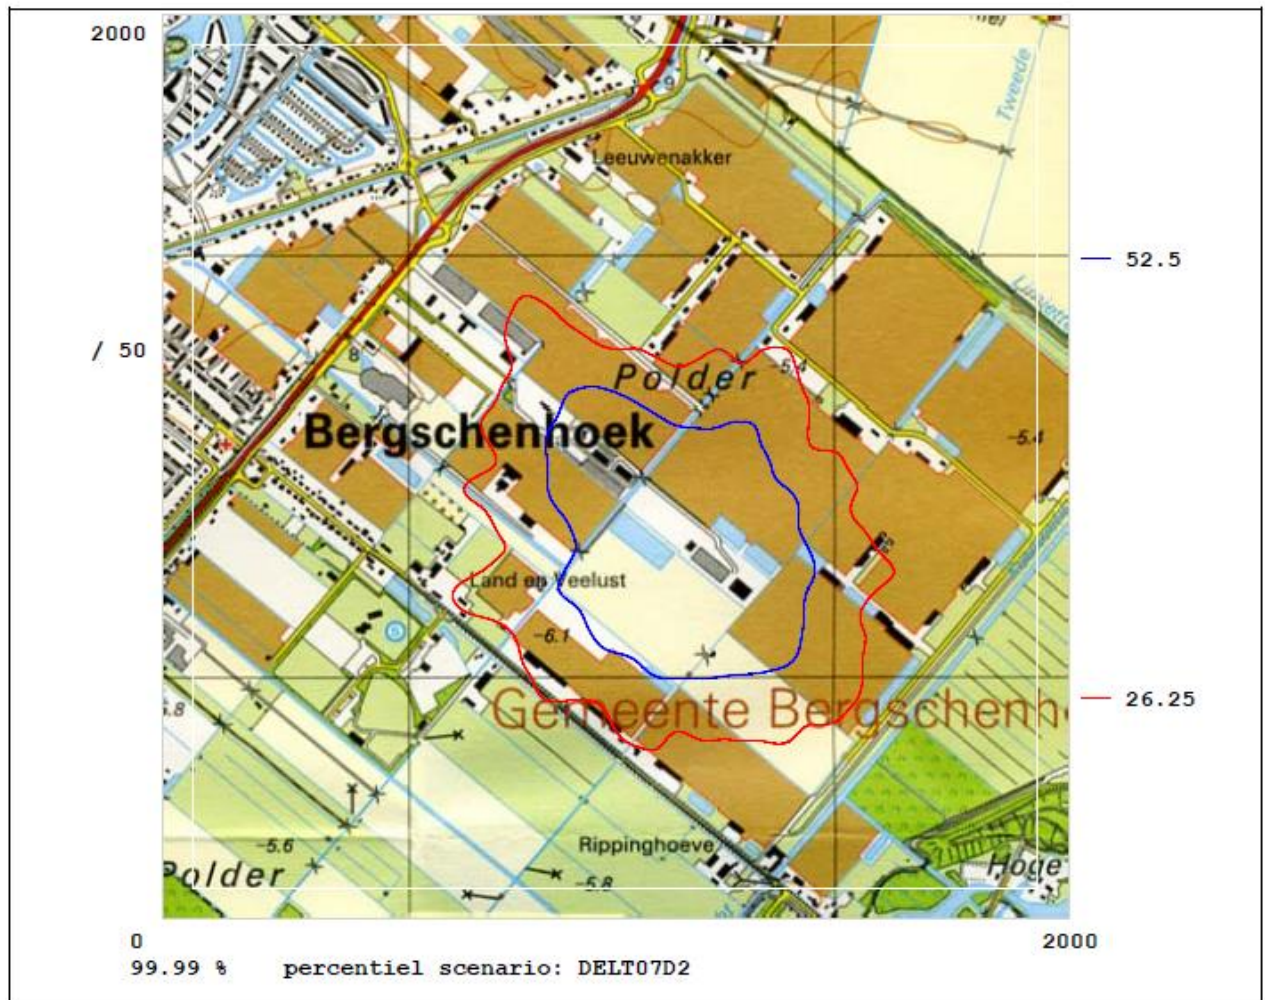 2000
Tweede
9
Leeuwenakker
52.5
/ 50
8
Polder
-5.4
Bergschenhoek
-5.4
Land en Veelust
-6.1
Gemeente Bergschenh
26.25
-5.6
Rippinghoeve
Polder
-5.8
Hoge
0
2000
99.99 % percentiel scenario: DELT07D2